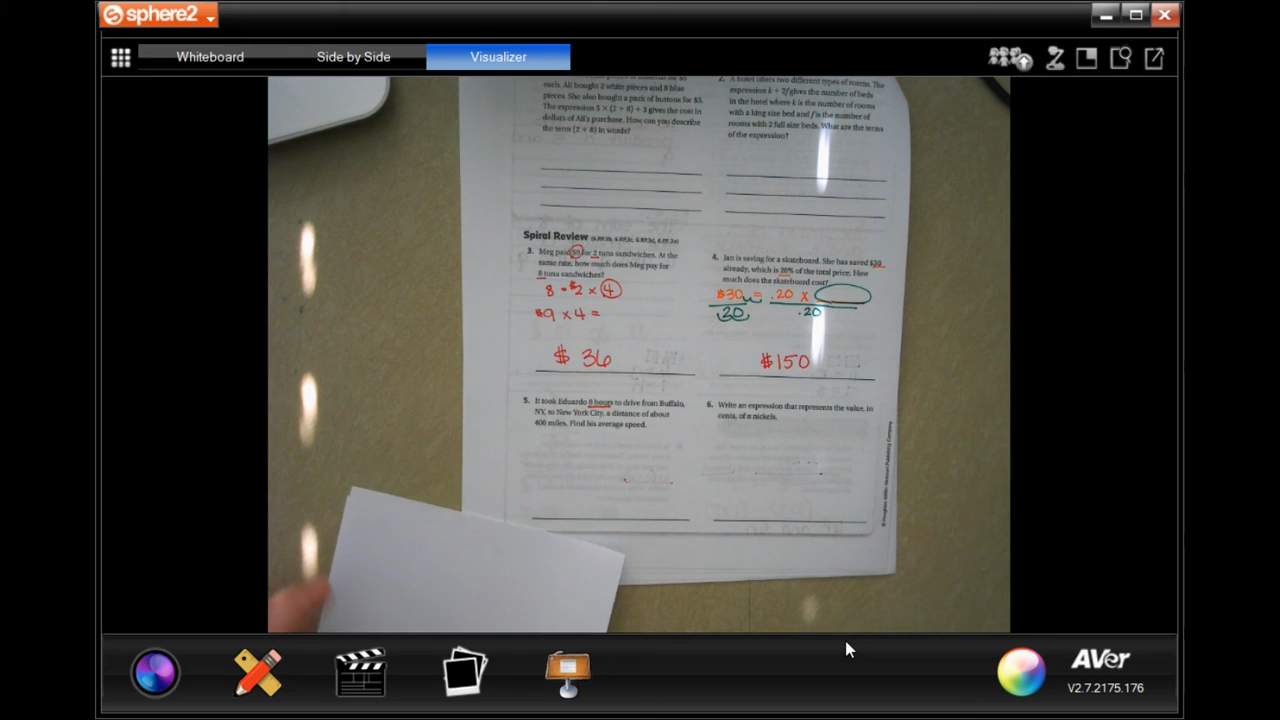 sphere2
Whiteboard
Side by Side
Visualizer
each. Ali bought 2 white pieces and 8 blue
pieces. She also bought a pack of buttons for $3.
The expression 5 × (2 + 8) + 3 gives the cost in
dollars of Ali's purchase. How can you describe
the term (2 + 8) in words?
2. A hotel offers two different types of rooms. The
expression k + 2f gives the number of beds
in the hotel where k is the number of rooms
with a king size bed and f is the number of
rooms with 2 full size beds. What are the terms
of the expression?
Spiral Review
3. Meg paid $9 for 2 tuna sandwiches. At the
same rate, how much does Meg pay for
8 tuna sandwiches?
8 = 2 × 4
$9 × 4 =
$ 36
4. Jan is saving for a skateboard. She has saved $30
already, which is 20% of the total price. How
much does the skateboard cost?
$30 = .20 x
.20 .20
$150
5. It took Eduardo 8 hours to drive from Buffalo,
NY, to New York City, a distance of about
400 miles. Find his average speed.
6. Write an expression that represents the value, in
cents, of n nickels.
© Houghton Mifflin Harcourt Publishing Company
AVer
V2.7.2175.176